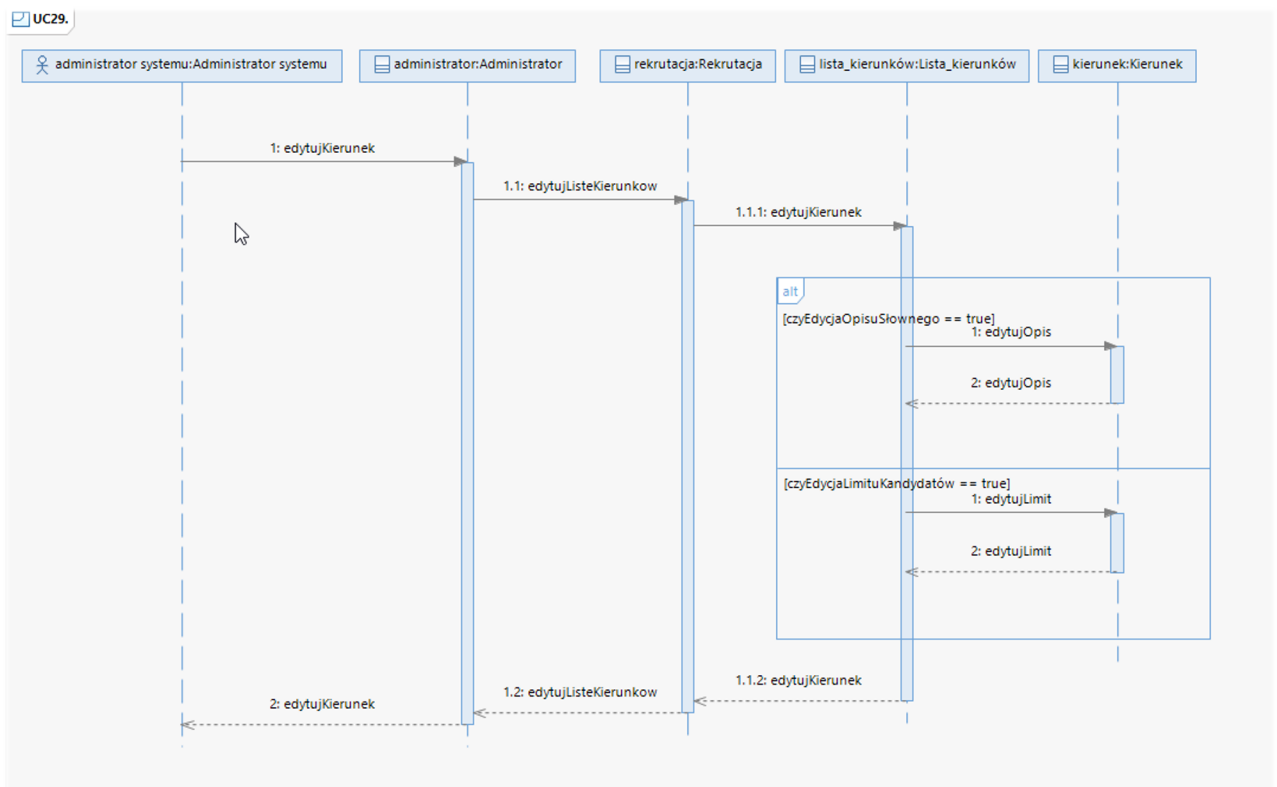 UC29.
administrator systemu:Administrator systemu
administrator:Administrator
rekrutacja:Rekrutacja
lista_kierunków:Lista_kierunków
kierunek:Kierunek
1: edytujKierunek
1.1: edytujListeKierunkow
1.1.1: edytujKierunek
alt
[czyEdycjaOpisuSłownego == true]
1: edytujOpis
2: edytujOpis
[czyEdycjaLimituKandydatów == true]
1: edytujLimit
2: edytujLimit
1.1.2: edytujKierunek
1.2: edytujListeKierunkow
2: edytujKierunek